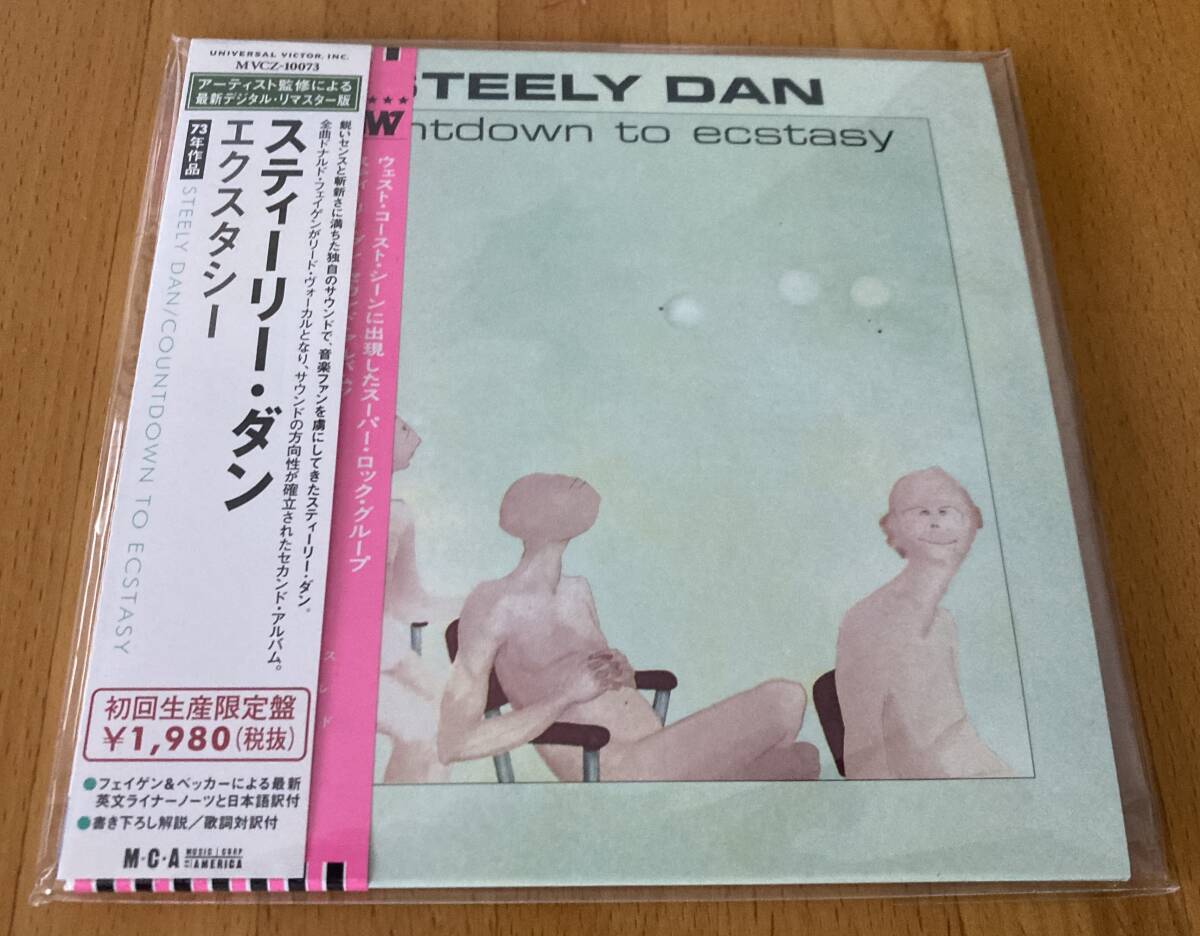 UNIVERSAL VICTOR, INC.
MVCZ-10073
アーティスト監修による
最新デジタル・リマスター版
鋭いセンスと斬新さに満ちた独自のサウンドで、音楽ファンを虜にしてきたスティーリー・ダン。
全曲ドナルド・フェイゲンがリード・ヴォーカルとなり、サウンドの方向性が確立されたセカンド・アルバム。
スティーリー・ダン
エクスタシー
73年作品
STEELY DAN/COUNTDOWN TO ECSTASY
初回生産限定盤
¥1,980(税抜)
●フェイゲン&ベッカーによる最新
英文ライナーノーツと日本語訳付
●書き下ろし解説/歌詞対訳付
M・C・A MUSIC CORP
OF AMERICA
W
ウェスト・コースト・シーンに出現したスーパー・ロック・グループ
STEELY DAN
ntdown to ecstasy